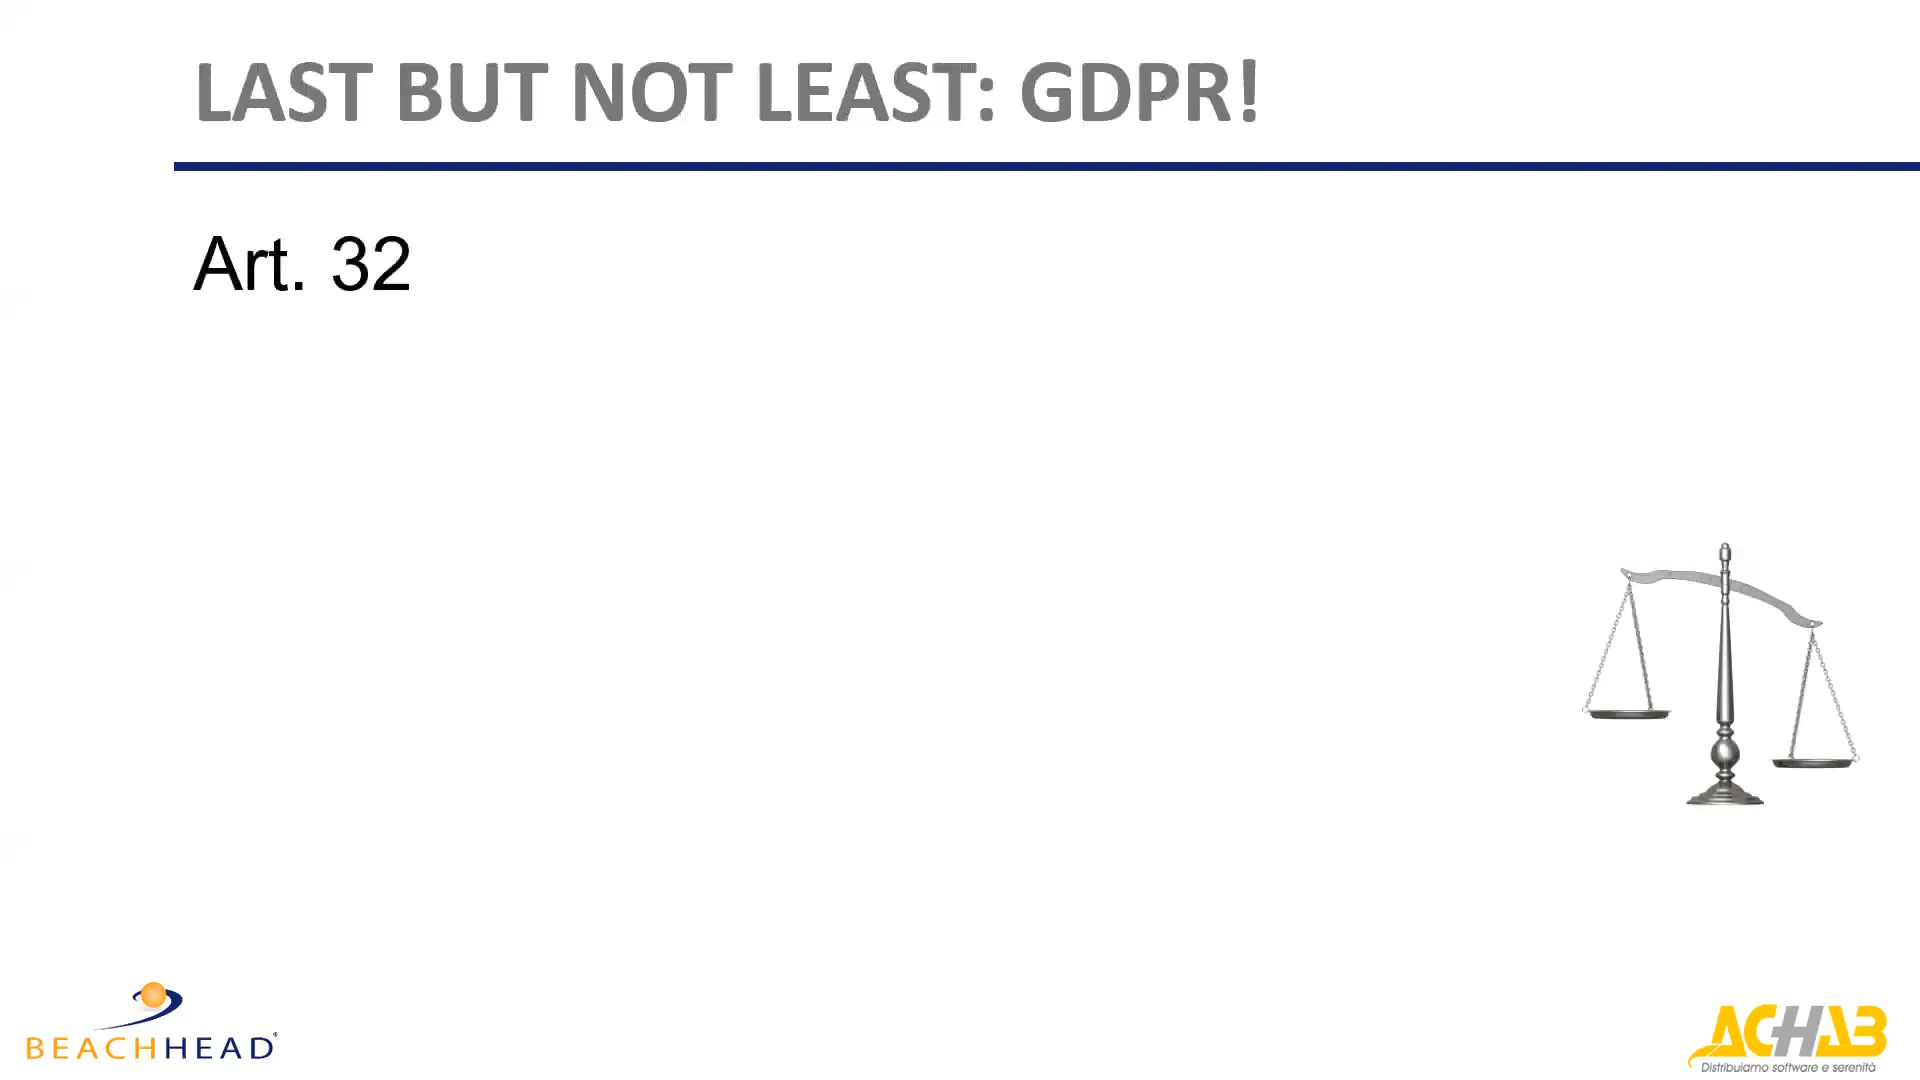 LAST BUT NOT LEAST: GDPR!
Art. 32
BEACHHEAD®
ACHAB
Distribuiamo software e serenità